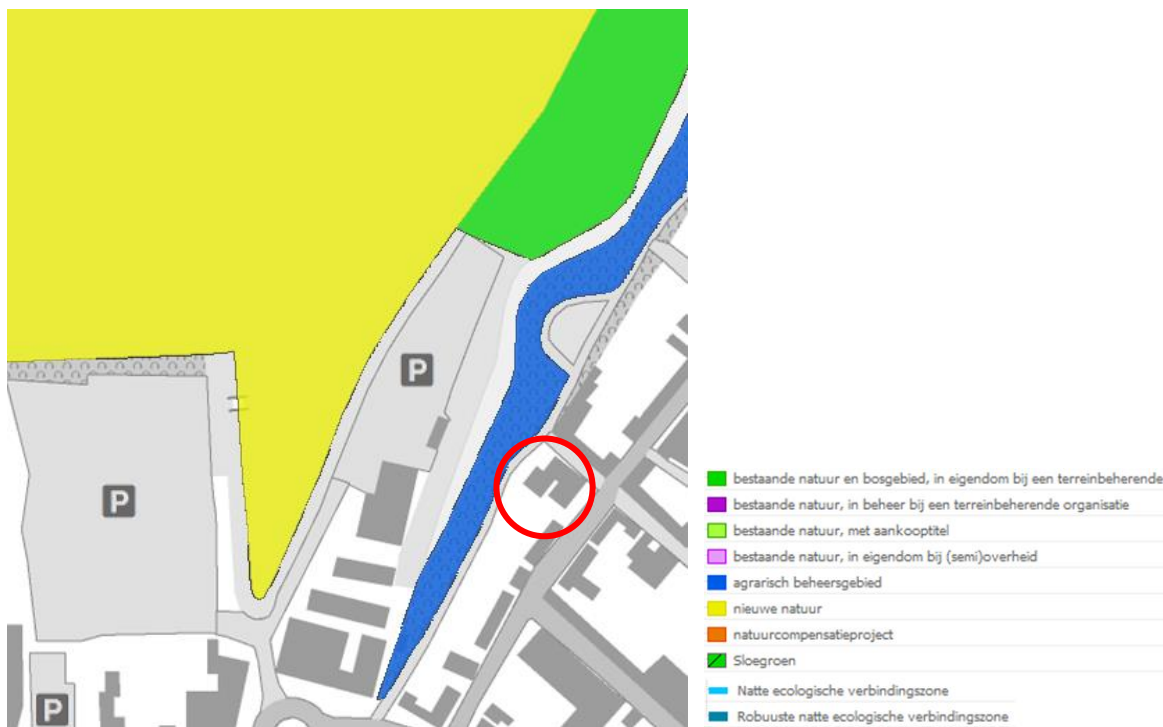 P
P
P
bestaande natuur en bosgebied, in eigendom bij een terreinbeherende
bestaande natuur, in beheer bij een terreinbeherende organisatie
bestaande natuur, met aankooptitel
bestaande natuur, in eigendom bij (semi)overheid
agrarisch beheersgebied
nieuwe natuur
natuurcompensatieproject
Sloegroen
Natte ecologische verbindingszone
Robuuste natte ecologische verbindingszone